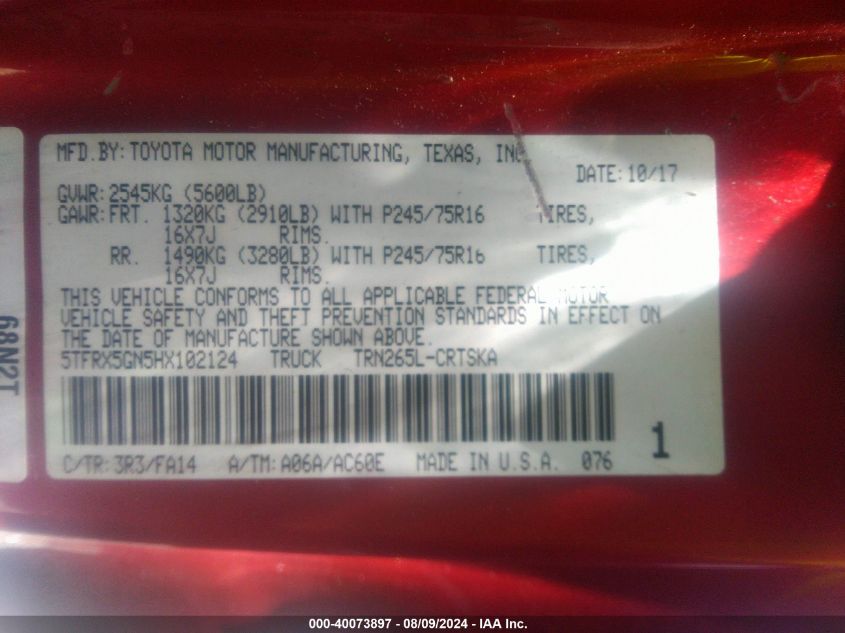 MFD.BY:TOYOTA MOTOR MANUFACTURING, TEXAS, INC
DATE:10/17
GVWR:2545KG (5600LB)
GAWR:FRT. 1320KG (2910LB) WITH P245/75R16 TIRES,
16X7J RIMS.
RR. 1490KG (3280LB) WITH P245/75R16 TIRES,
16X7J RIMS.
THIS VEHICLE CONFORMS TO ALL APPLICABLE FEDERAL MOTOR
VEHICLE SAFETY AND THEFT PREVENTION STANDARDS IN EFFECT ON
THE DATE OF MANUFACTURE SHOWN ABOVE.
5TFRX5GN5HX102124 TRUCK TRN265L-CRTSKA
C/TR:3R3/FA14 A/TM:A06A/AC60E MADE IN U.S.A. 076
1
68N2T
000-40073897 - 08/09/2024 - IAA Inc.